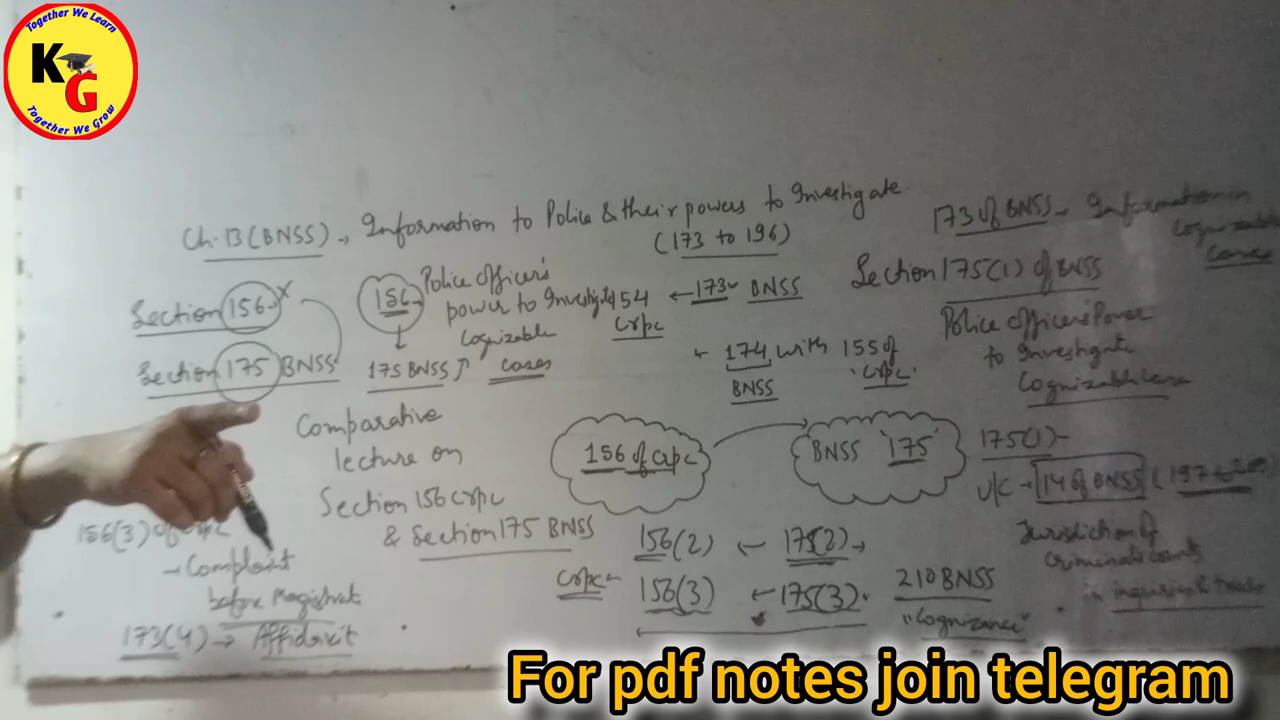 Together We Learn
KG
Together We Grow
Ch-13(BNSS) → Information to Police & their powers to Investigate
(173 to 196)
173 of BNSS → Information in
Cognizable
cases
Section 156 X
Section 175 BNSS
156 → Police Officer's
power to Investigate
Cognizable
175 BNSS ↑ cases
154 ← 173 BNSS
Crpc
← 174 with 155 of
BNSS 'Crpc'
Section 175(1) of BNSS
Police officer's Power
to Investigate
Cognizable case
Comparative
lecture on
Section 156 Crpc
& Section 175 BNSS
156 of Crpc
BNSS '175'
175(1) -
u/c → 14 of BNSS (197 to
Jurisdiction of
Criminal courts
in inquiries & trials
156(3) of Crpc
→ Complaint
before Magistrate
173(4) → Affidavit
156(2) ← 175(2) →
Crpc ← 156(3) ← 175(3).
210 BNSS
"Cognizance"
For pdf notes join telegram